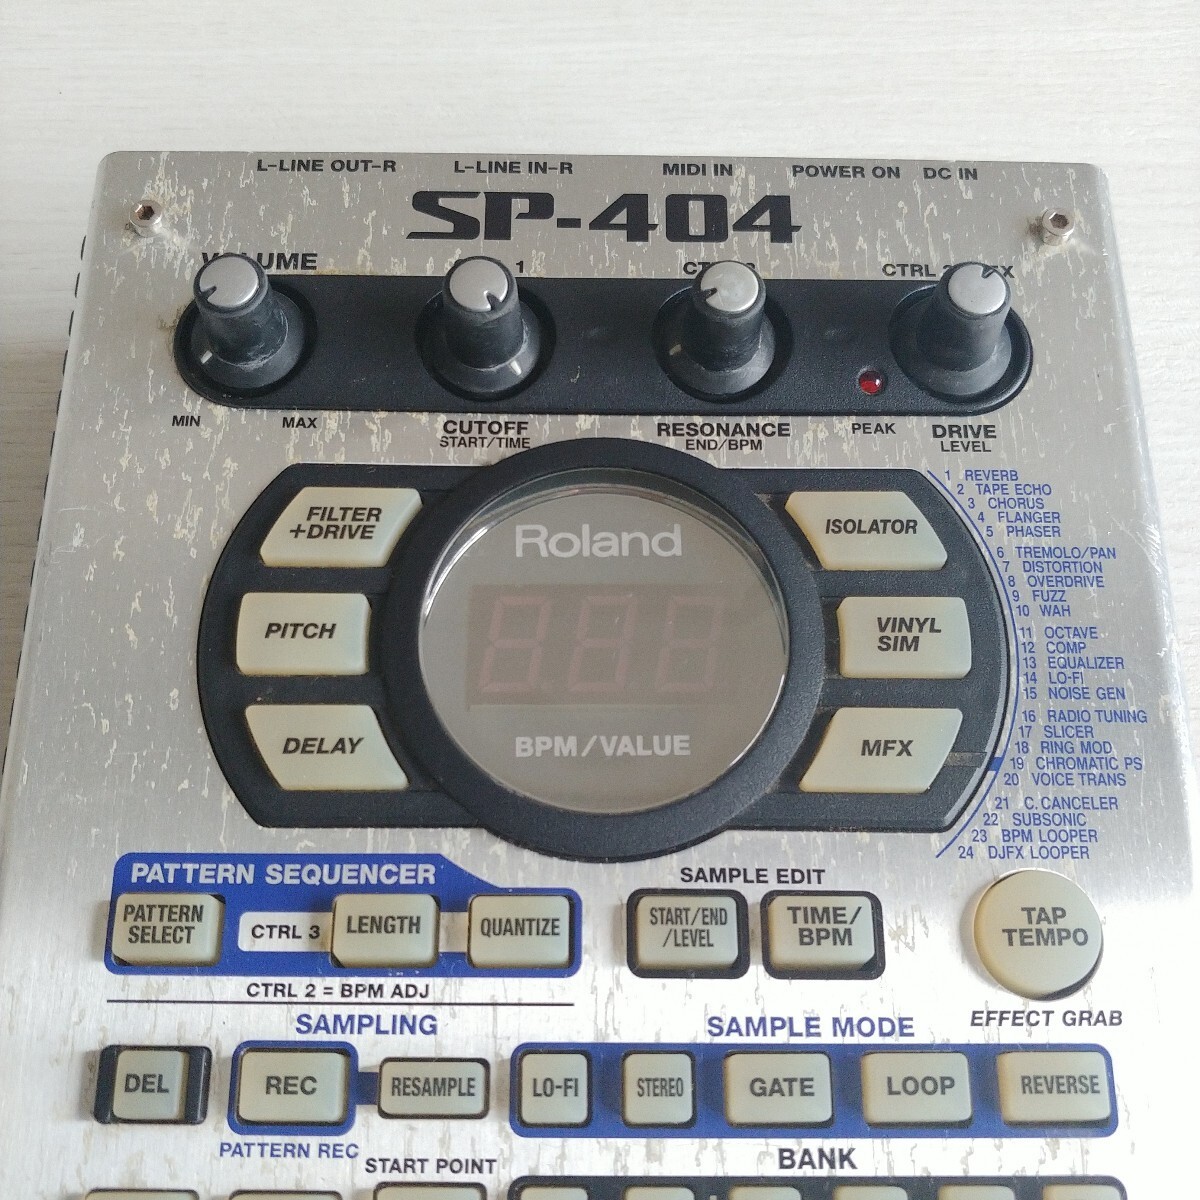 L-LINE OUT-R L-LINE IN-R MIDI IN POWER ON DC IN
SP-404
VOLUME
MIN MAX
CUTOFF
START/TIME
RESONANCE
END/BPM
PEAK
DRIVE
LEVEL
FILTER
+DRIVE
PITCH
DELAY
Roland
BPM/VALUE
ISOLATOR
VINYL
SIM
MFX
1 REVERB
2 TAPE ECHO
3 CHORUS
4 FLANGER
5 PHASER
6 TREMOLO/PAN
7 DISTORTION
8 OVERDRIVE
9 FUZZ
10 WAH
11 OCTAVE
12 COMP
13 EQUALIZER
14 LO-FI
15 NOISE GEN
16 RADIO TUNING
17 SLICER
18 RING MOD
19 CHROMATIC PS
20 VOICE TRANS
21 C.CANCELER
22 SUBSONIC
23 BPM LOOPER
24 DJFX LOOPER
PATTERN SEQUENCER
PATTERN
SELECT
CTRL 3
LENGTH
QUANTIZE
CTRL 2 = BPM ADJ
SAMPLE EDIT
START/END
/LEVEL
TIME/
BPM
TAP
TEMPO
EFFECT GRAB
SAMPLING
DEL
REC
RESAMPLE
PATTERN REC
START POINT
SAMPLE MODE
LO-FI
STEREO
GATE
LOOP
REVERSE
BANK